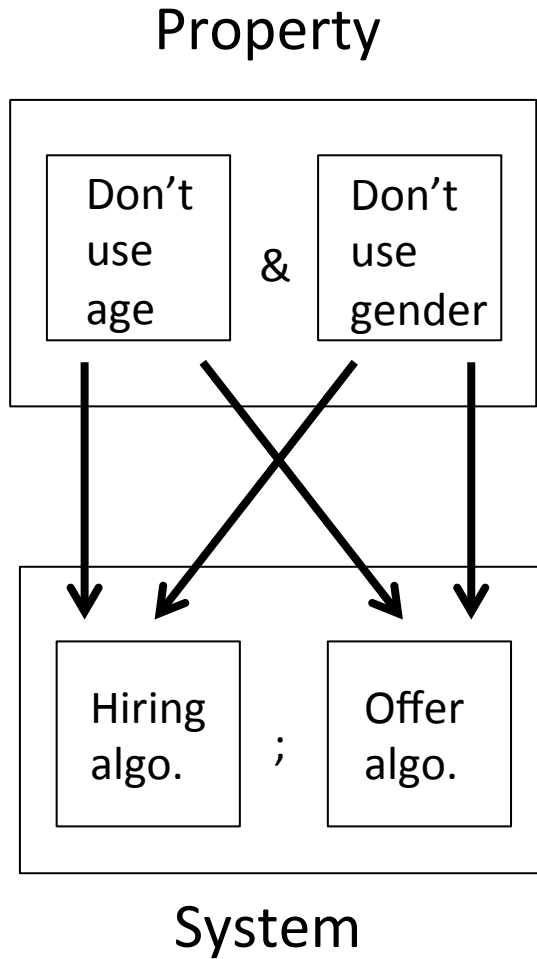 Property
Don’t
use
age
&
Don’t
use
gender
Hiring
algo.
;
Offer
algo.
System